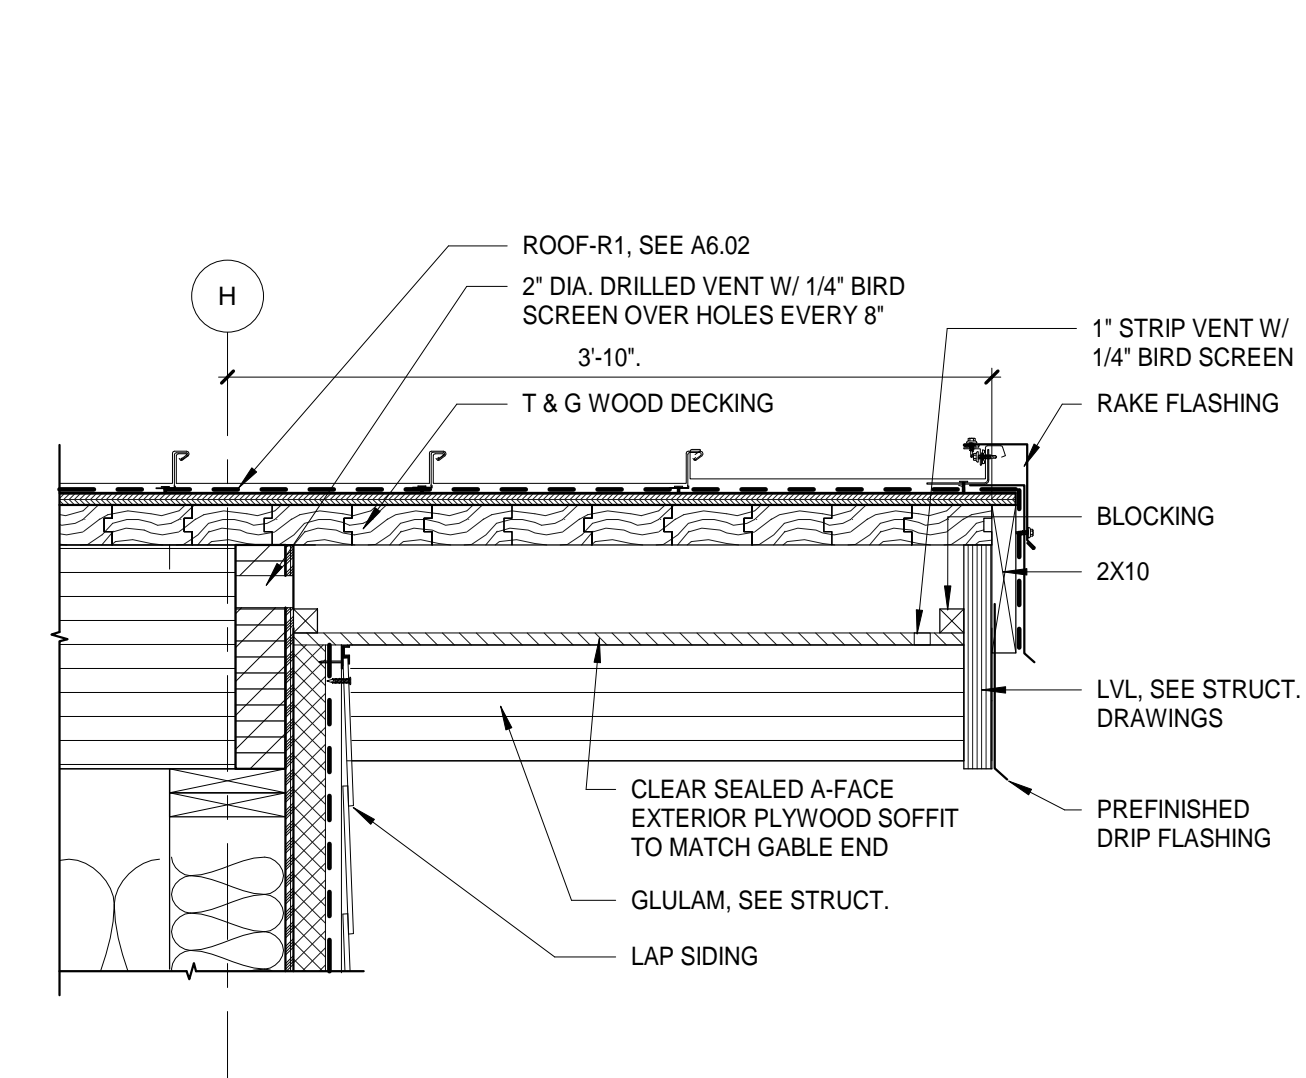 ROOF-R1, SEE A6.02
H
2" DIA. DRILLED VENT W/ 1/4" BIRD
SCREEN OVER HOLES EVERY 8"
3'-10".
1" STRIP VENT W/
1/4" BIRD SCREEN
T & G WOOD DECKING
RAKE FLASHING
BLOCKING
2X10
LVL, SEE STRUCT.
DRAWINGS
CLEAR SEALED A-FACE
EXTERIOR PLYWOOD SOFFIT
TO MATCH GABLE END
PREFINISHED
DRIP FLASHING
GLULAM, SEE STRUCT.
LAP SIDING